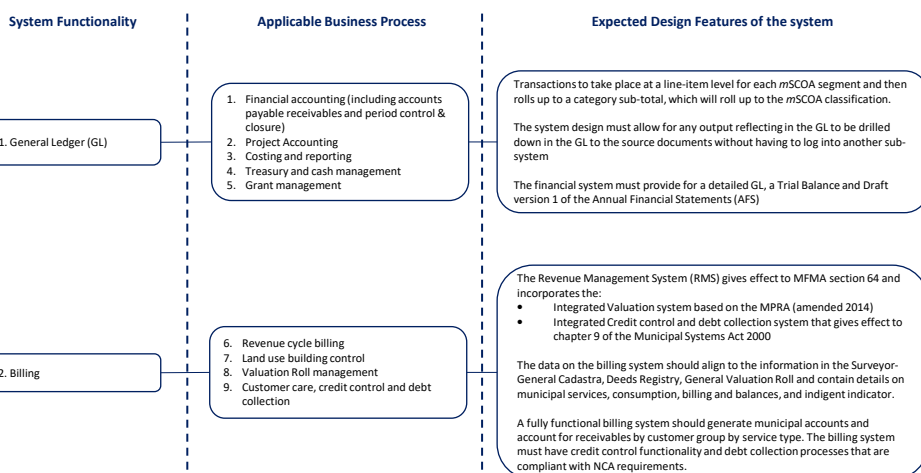 System Functionality
Applicable Business Process
Expected Design Features of the system
1. General Ledger (GL)
1. Financial accounting (including accounts
payable receivables and period control &
closure)
2. Project Accounting
3. Costing and reporting
4. Treasury and cash management
5. Grant management
Transactions to take place at a line-item level for each mSCOA segment and then
rolls up to a category sub-total, which will roll up to the mSCOA classification.
The system design must allow for any output reflecting in the GL to be drilled
down in the GL to the source documents without having to log into another sub-
system
The financial system must provide for a detailed GL, a Trial Balance and Draft
version 1 of the Annual Financial Statements (AFS)
2. Billing
6. Revenue cycle billing
7. Land use building control
8. Valuation Roll management
9. Customer care, credit control and debt
collection
The Revenue Management System (RMS) gives effect to MFMA section 64 and
incorporates the:
• Integrated Valuation system based on the MPRA (amended 2014)
• Integrated Credit control and debt collection system that gives effect to
chapter 9 of the Municipal Systems Act 2000
The data on the billing system should align to the information in the Surveyor-
General Cadastra, Deeds Registry, General Valuation Roll and contain details on
municipal services, consumption, billing and balances, and indigent indicator.
A fully functional billing system should generate municipal accounts and
account for receivables by customer group by service type. The billing system
must have credit control functionality and debt collection processes that are
compliant with NCA requirements.